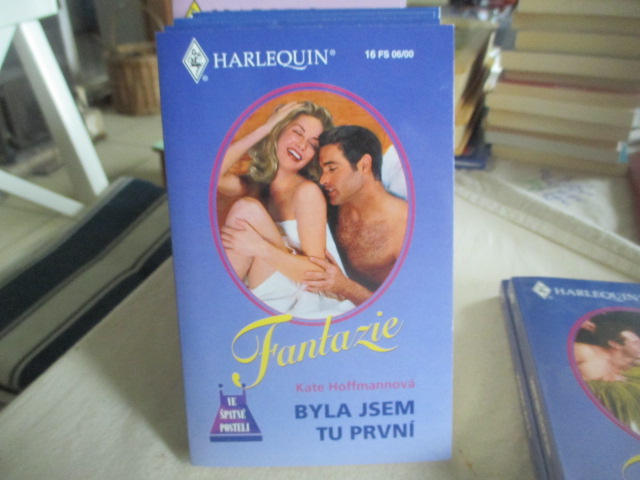 HARLEQUIN®
16 FS 06/00
Fantazie
Kate Hoffmannová
BYLA JSEM
TU PRVNÍ
VE
ŠPATNÉ
POSTELI
HARLEQUIN